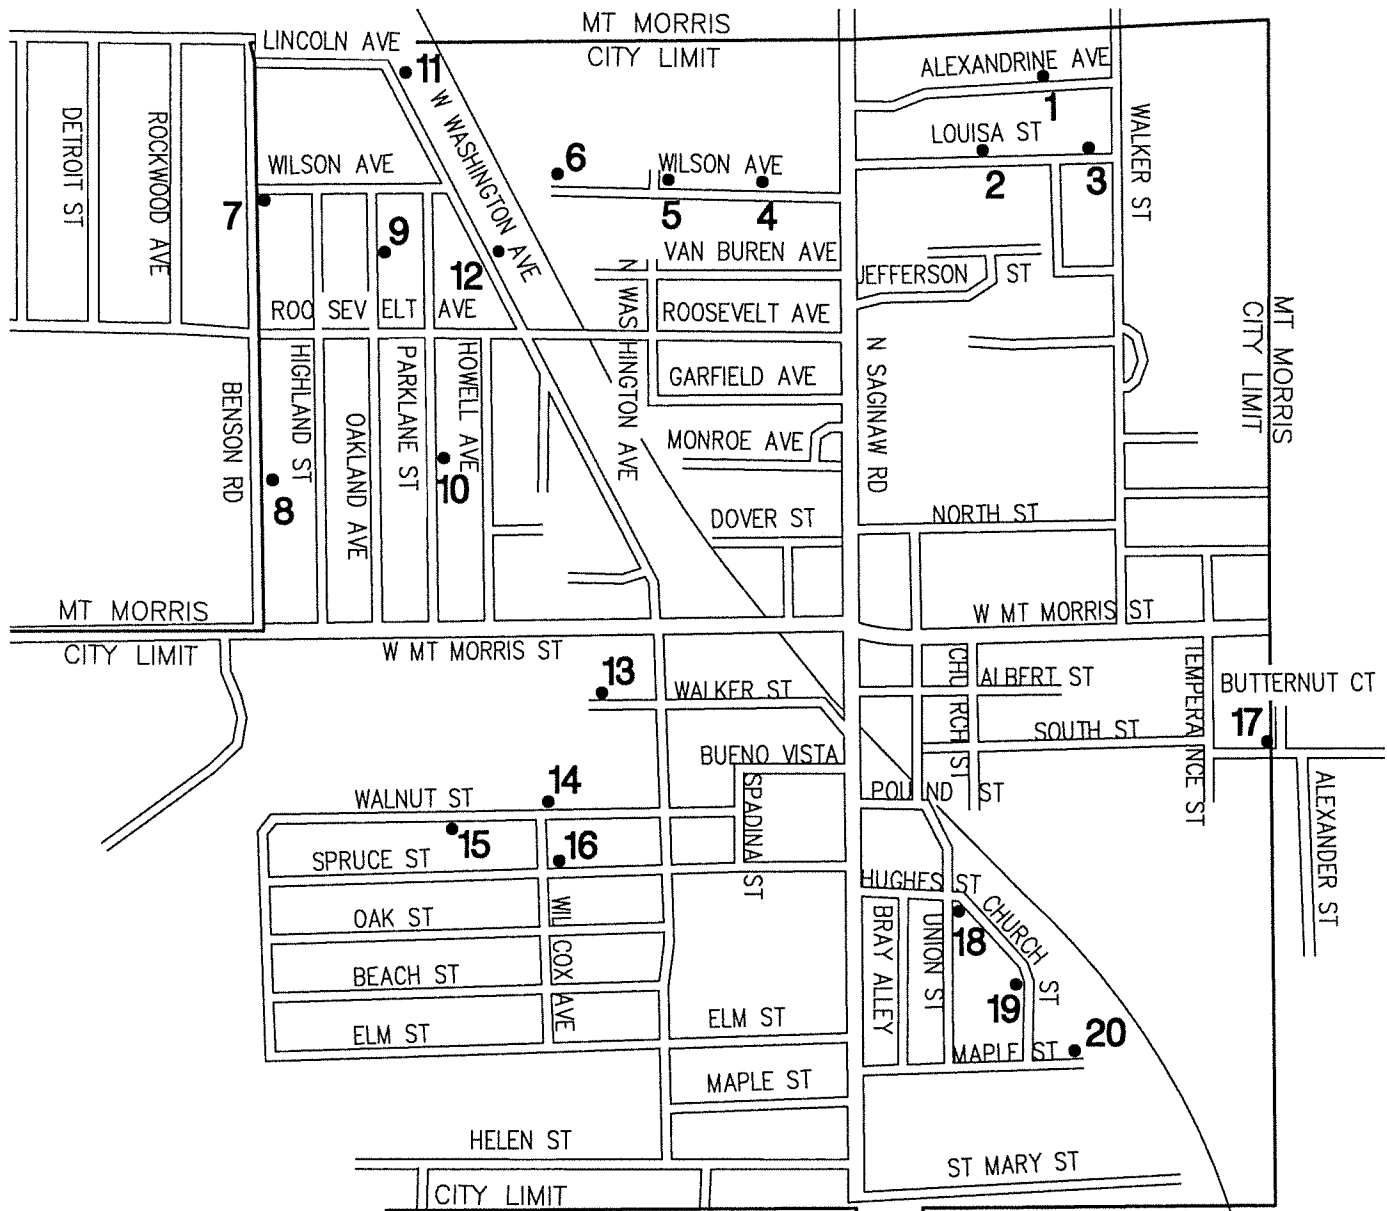 MT MORRIS
CITY LIMIT
LINCOLN AVE
11
ALEXANDRINE AVE
1
W WASHINGTON AVE
DETROIT ST
ROCKWOOD AVE
WALKER ST
LOUISA ST
2
3
WILSON AVE
6
WILSON AVE
5
4
7
9
12
VAN BUREN AVE
JEFFERSON ST
ROOSEVELT AVE
N WASHINGTON AVE
ROOSEVELT AVE
MT MORRIS
CITY LIMIT
BENSON RD
HIGHLAND ST
OAKLAND AVE
PARKLANE ST
HOWELL AVE
GARFIELD AVE
N SAGINAW RD
MONROE AVE
8
10
DOVER ST
NORTH ST
MT MORRIS
CITY LIMIT
W MT MORRIS ST
W MT MORRIS ST
13
WALKER ST
CHURCH ST
ALBERT ST
TEMPERANCE ST
BUTTERNUT CT
17
SOUTH ST
BUENO VISTA
SPADINA ST
POUND ST
ALEXANDER ST
14
WALNUT ST
15
16
SPRUCE ST
HUGHES ST
OAK ST
WILCOX AVE
BRAY ALLEY
UNION ST
18
CHURCH ST
BEACH ST
19
ELM ST
ELM ST
20
MAPLE ST
MAPLE ST
HELEN ST
ST MARY ST
CITY LIMIT